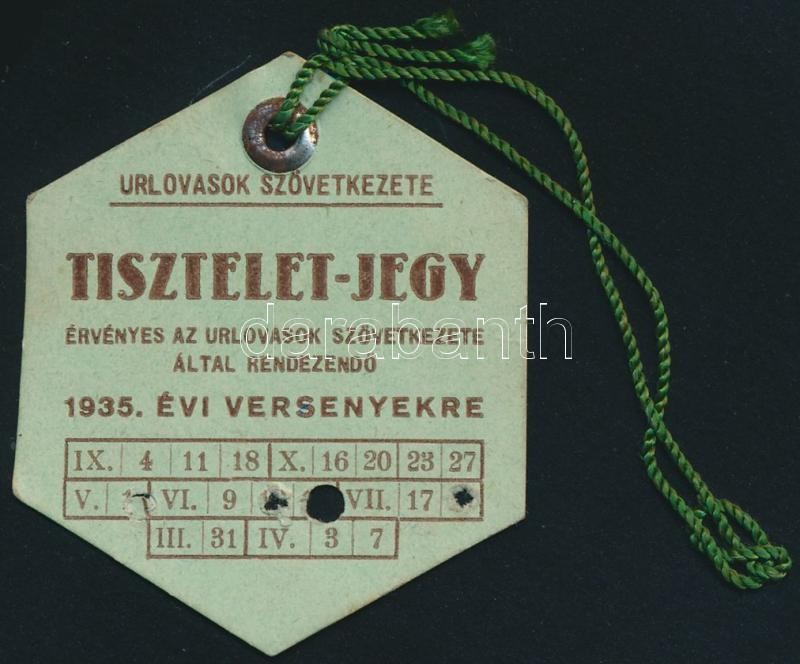 URLOVASOK SZÖVETKEZETE
TISZTELET-JEGY
ÉRVÉNYES AZ URLOVASOK SZÖVETKEZETE
ÁLTAL RENDEZENDŐ
1935. ÉVI VERSENYEKRE
IX. 4 11 18 X. 16 20 23 27
V. VI. 9 VII. 17
III. 31 IV. 3 7
darabanth